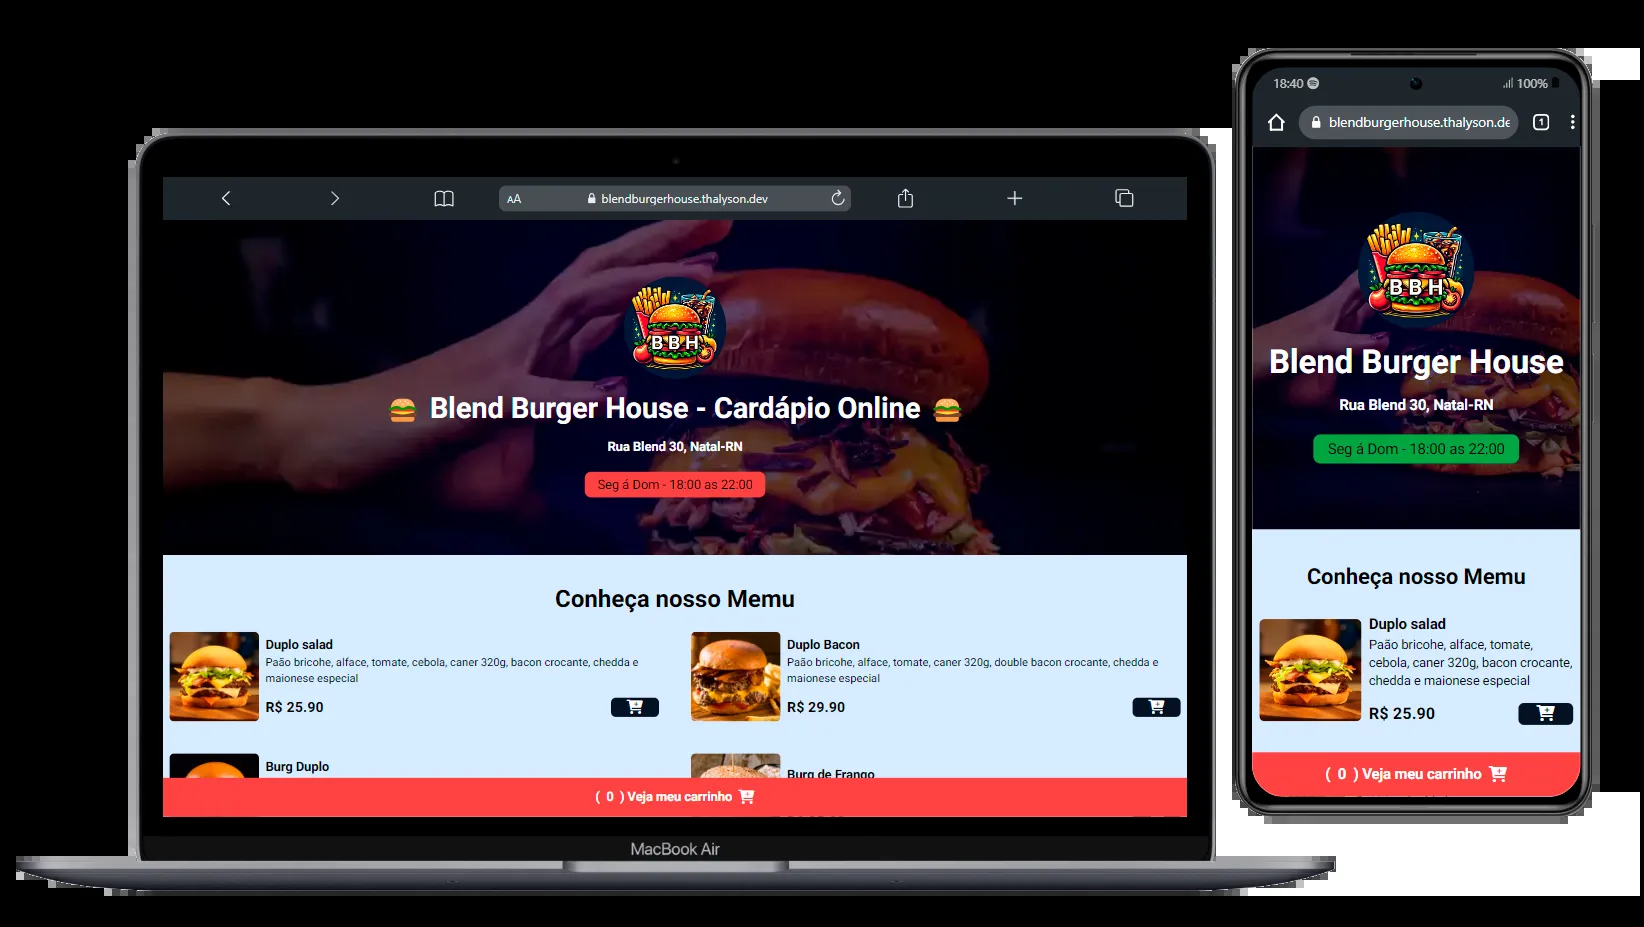 AA
blendburgerhouse.thalyson.dev
BBH
Blend Burger House - Cardápio Online
Rua Blend 30, Natal-RN
Seg á Dom - 18:00 as 22:00
Conheça nosso Memu
Duplo salad
Paão bricohe, alface, tomate, cebola, caner 320g, bacon crocante, chedda e
maionese especial
R$ 25.90
Duplo Bacon
Paão bricohe, alface, tomate, caner 320g, double bacon crocante, chedda e
maionese especial
R$ 29.90
Burg Duplo
Burg de Frango
( 0 ) Veja meu carrinho
MacBook Air
18:40
100%
blendburgerhouse.thalyson.de
1
BBH
Blend Burger House
Rua Blend 30, Natal-RN
Seg á Dom - 18:00 as 22:00
Conheça nosso Memu
Duplo salad
Paão bricohe, alface, tomate,
cebola, caner 320g, bacon crocante,
chedda e maionese especial
R$ 25.90
( 0 ) Veja meu carrinho